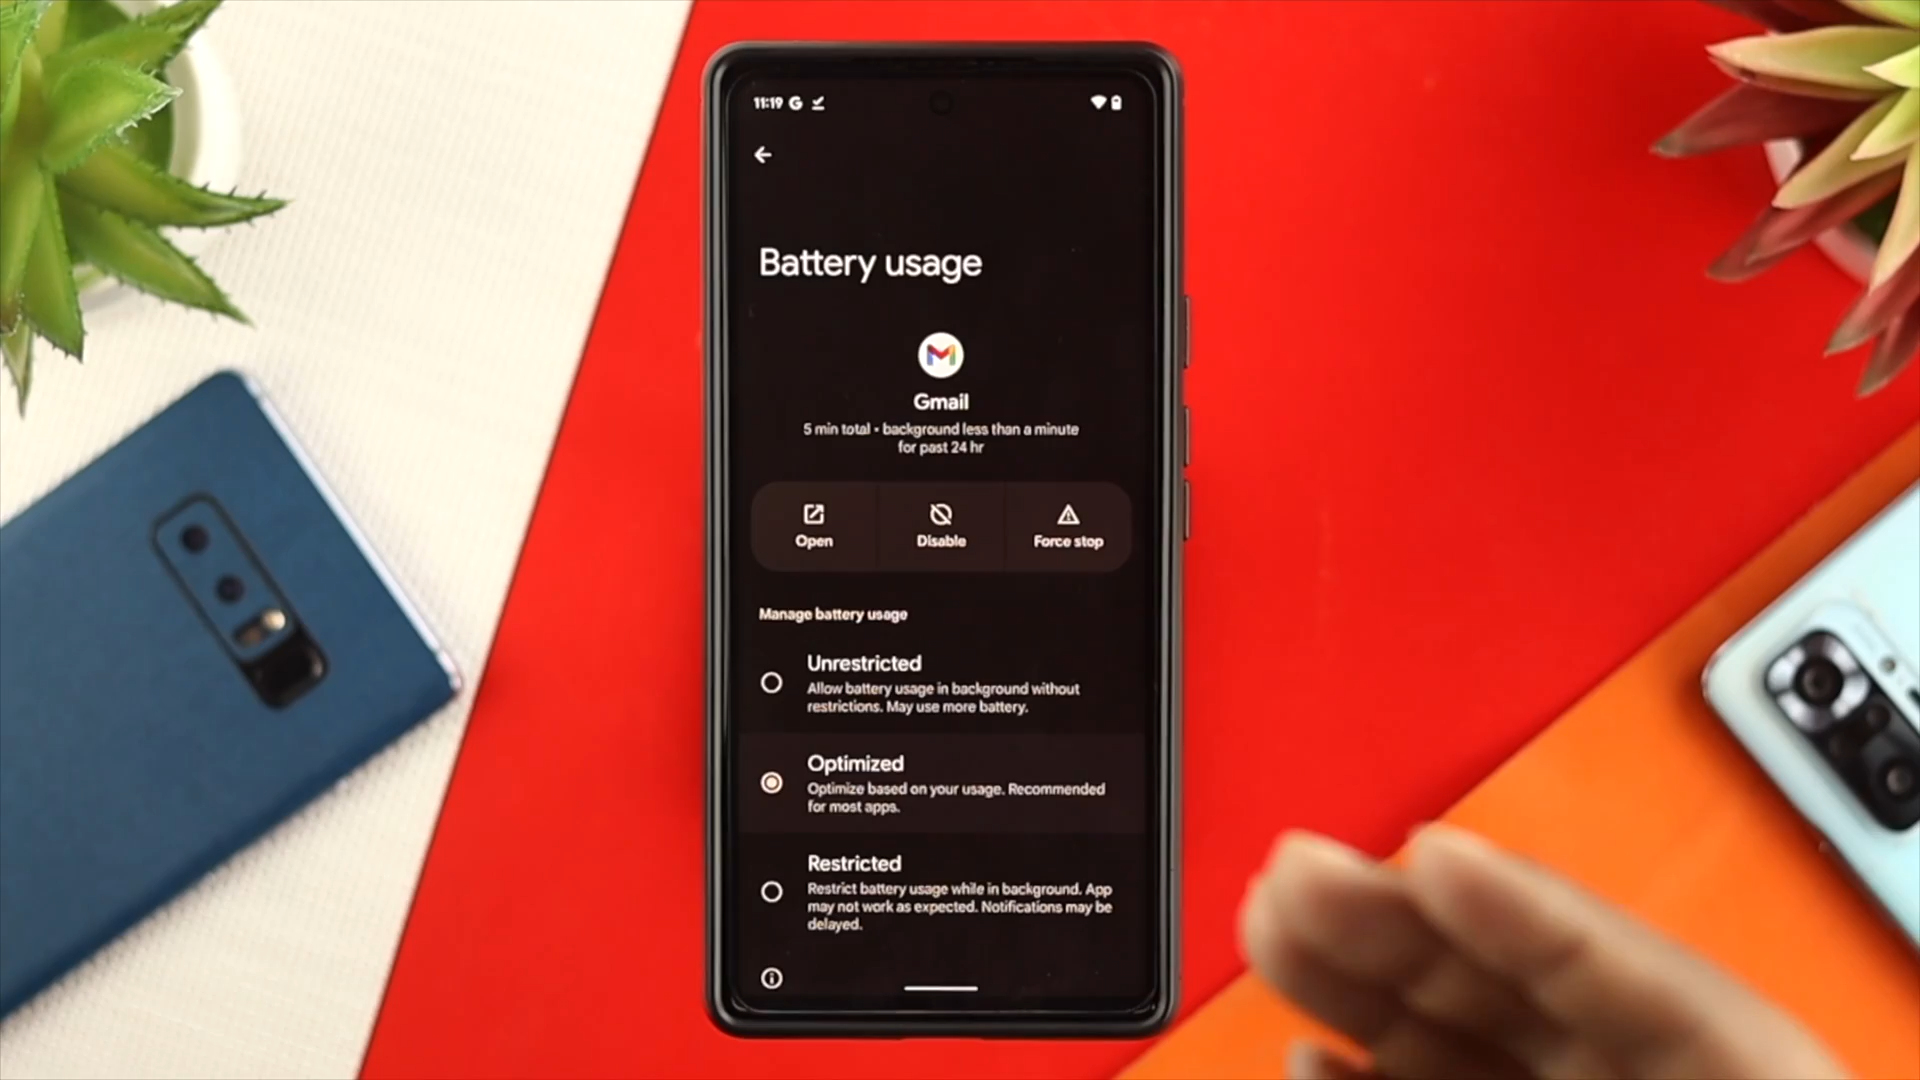 11:19
Battery usage
Gmail
5 min total • background less than a minute
for past 24 hr
Open
Disable
Force stop
Manage battery usage
Unrestricted
Allow battery usage in background without
restrictions. May use more battery.
Optimized
Optimize based on your usage. Recommended
for most apps.
Restricted
Restrict battery usage while in background. App
may not work as expected. Notifications may be
delayed.